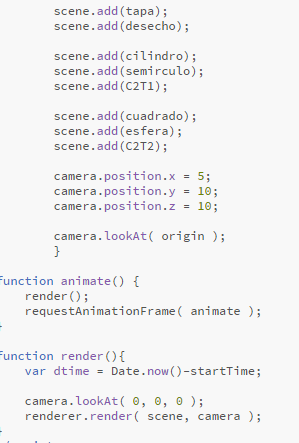 scene.add(tapa);
scene.add(desecho);
scene.add(cilindro);
scene.add(semirculo);
scene.add(C2T1);
scene.add(cuadrado);
scene.add(esfera);
scene.add(C2T2);
camera.position.x = 5;
camera.position.y = 10;
camera.position.z = 10;
camera.lookAt( origin );
}
function animate() {
render();
requestAnimationFrame( animate );
}
function render(){
var dtime = Date.now()-startTime;
camera.lookAt( 0, 0, 0 );
renderer.render( scene, camera );